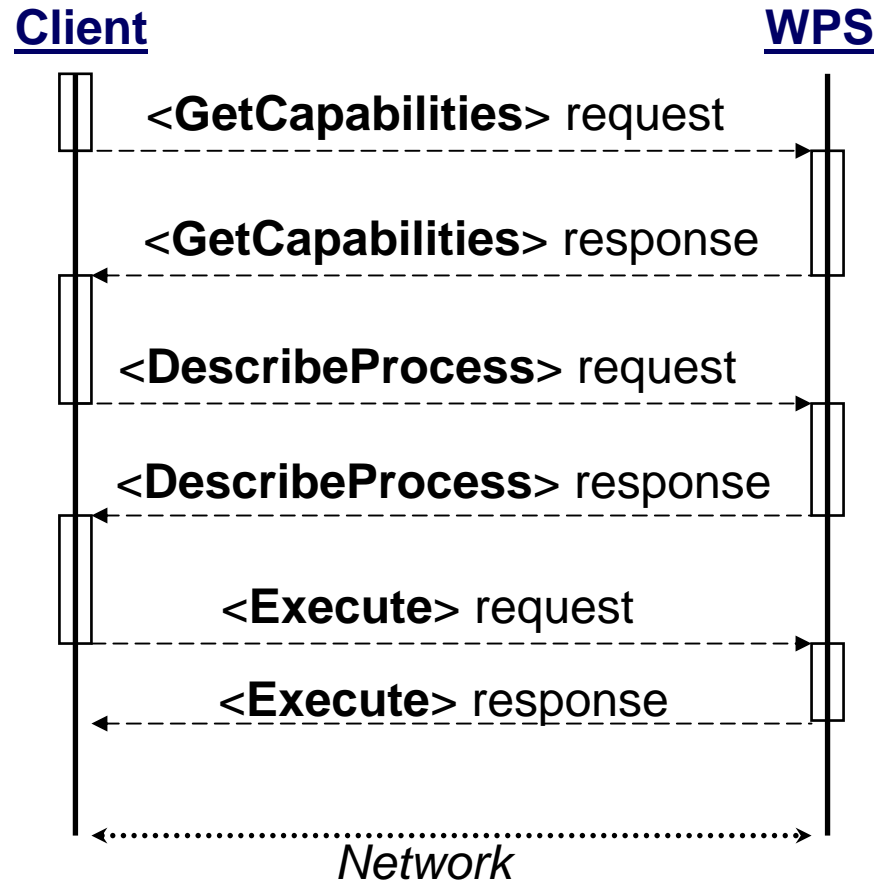 Client WPS
<GetCapabilities> request
<GetCapabilities> response
<DescribeProcess> request
<DescribeProcess> response
<Execute> request
<Execute> response
Network